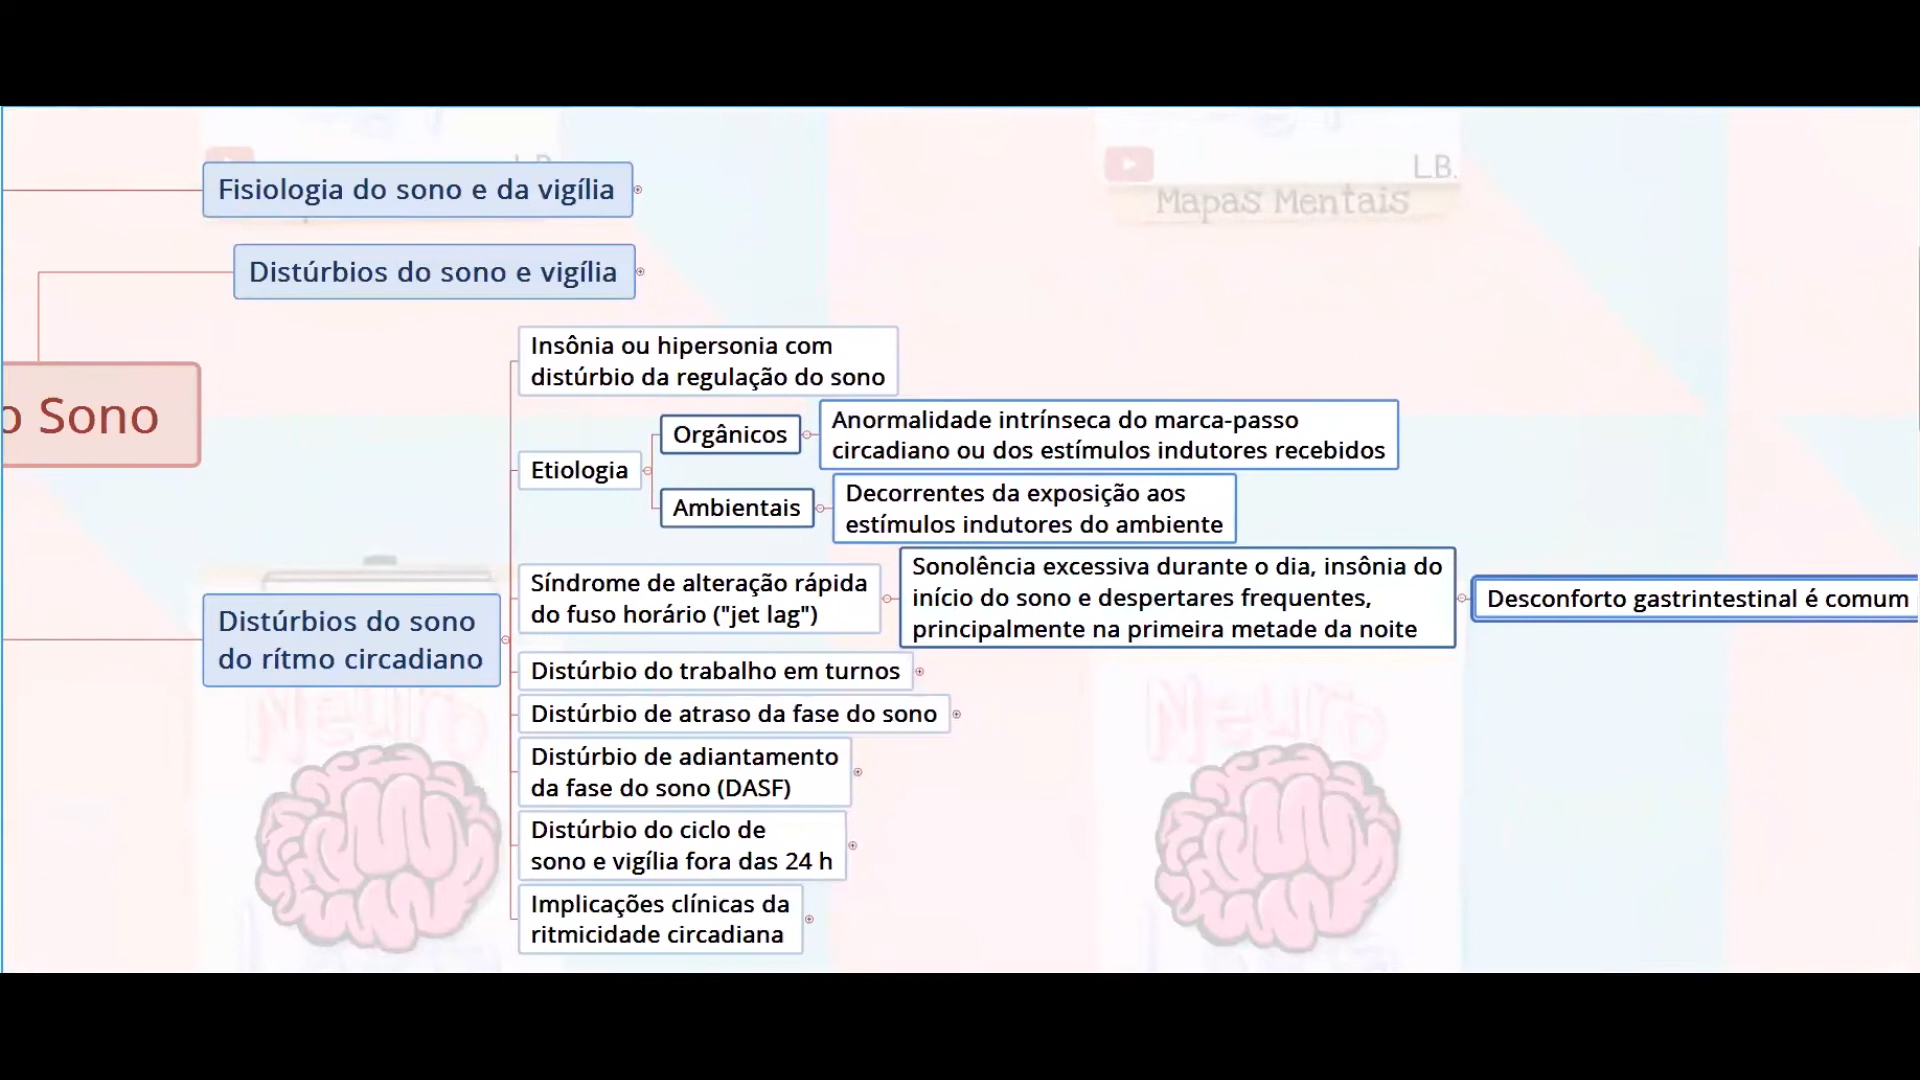 L.B.
Mapas Mentais
Fisiologia do sono e da vigília
Distúrbios do sono e vigília
o Sono
Distúrbios do sono
do rítmo circadiano
Insônia ou hipersonia com
distúrbio da regulação do sono
Etiologia
Orgânicos
Anormalidade intrínseca do marca-passo
circadiano ou dos estímulos indutores recebidos
Ambientais
Decorrentes da exposição aos
estímulos indutores do ambiente
Síndrome de alteração rápida
do fuso horário ("jet lag")
Sonolência excessiva durante o dia, insônia do
início do sono e despertares frequentes,
principalmente na primeira metade da noite
Desconforto gastrintestinal é comum
Distúrbio do trabalho em turnos
Distúrbio de atraso da fase do sono
Distúrbio de adiantamento
da fase do sono (DASF)
Distúrbio do ciclo de
sono e vigília fora das 24 h
Implicações clínicas da
ritmicidade circadiana
Neuro
Neuro